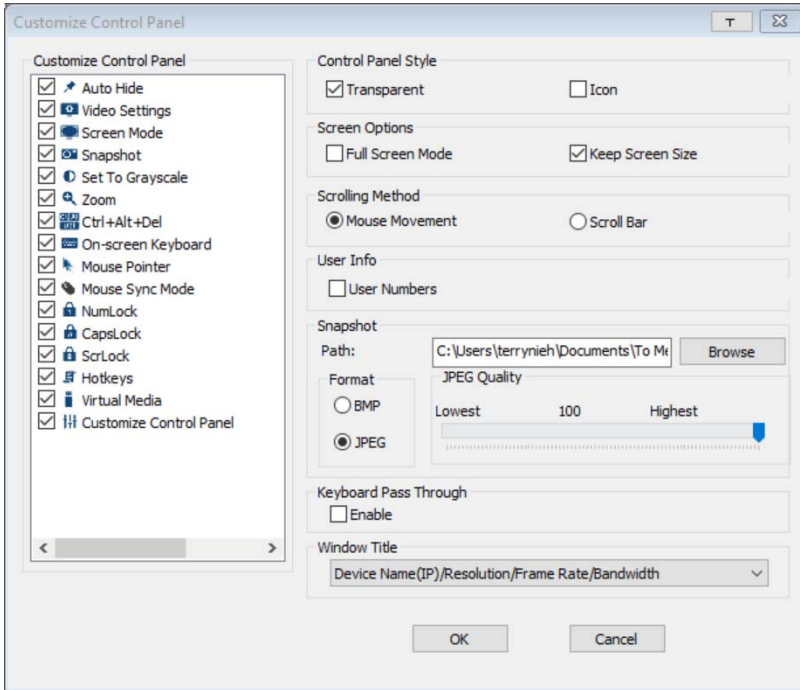 Customize Control Panel
T
Customize Control Panel
Auto Hide
Video Settings
Screen Mode
Snapshot
Set To Grayscale
Zoom
Ctrl+Alt+Del
On-screen Keyboard
Mouse Pointer
Mouse Sync Mode
NumLock
CapsLock
ScrLock
Hotkeys
Virtual Media
Customize Control Panel
Control Panel Style
Transparent Icon
Screen Options
Full Screen Mode Keep Screen Size
Scrolling Method
Mouse Movement Scroll Bar
User Info
User Numbers
Snapshot
Path: C:\Users\terrynieh\Documents\To Me Browse
Format
BMP
JPEG
JPEG Quality
Lowest 100 Highest
Keyboard Pass Through
Enable
Window Title
Device Name(IP)/Resolution/Frame Rate/Bandwidth
OK Cancel